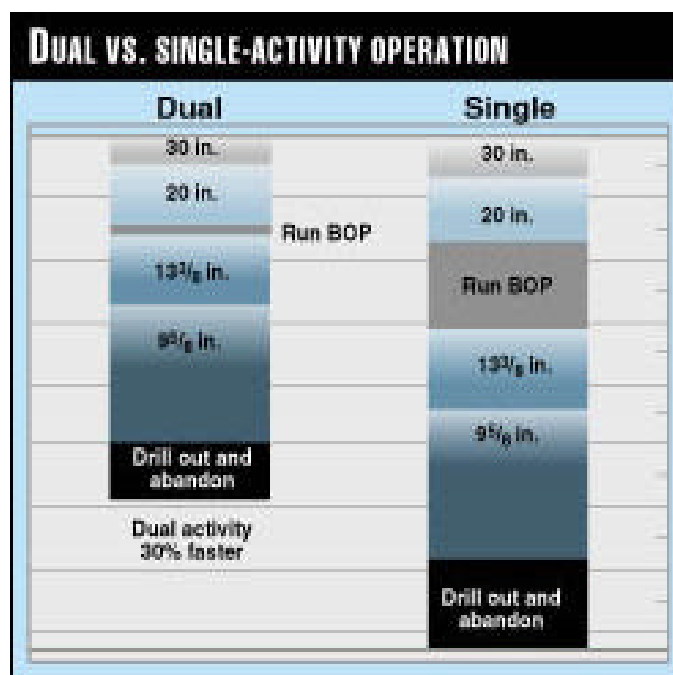 DUAL VS. SINGLE-ACTIVITY OPERATION
Dual
Single
30 in.
20 in.
Run BOP
13³/₈ in.
9⁵/₈ in.
Drill out and
abandon
Dual activity
30% faster
30 in.
20 in.
Run BOP
13³/₈ in.
9⁵/₈ in.
Drill out and
abandon